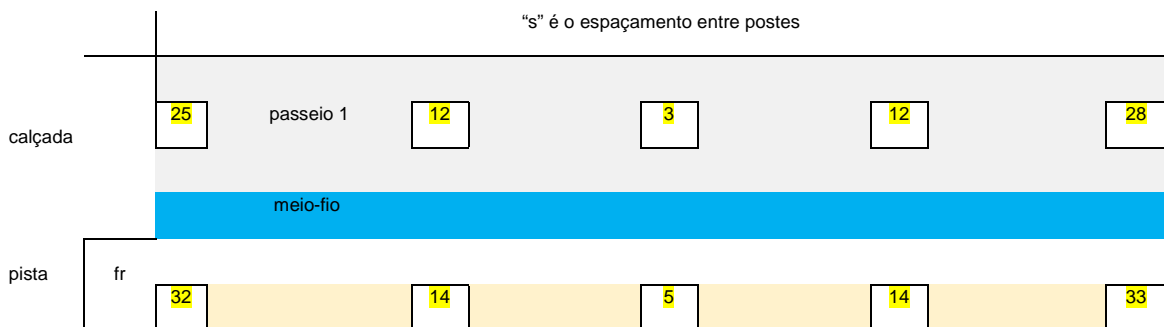 “s” é o espaçamento entre postes
25 passeio 1 12 3 12 28
calçada
meio-fio
pista fr
32 14 5 14 33